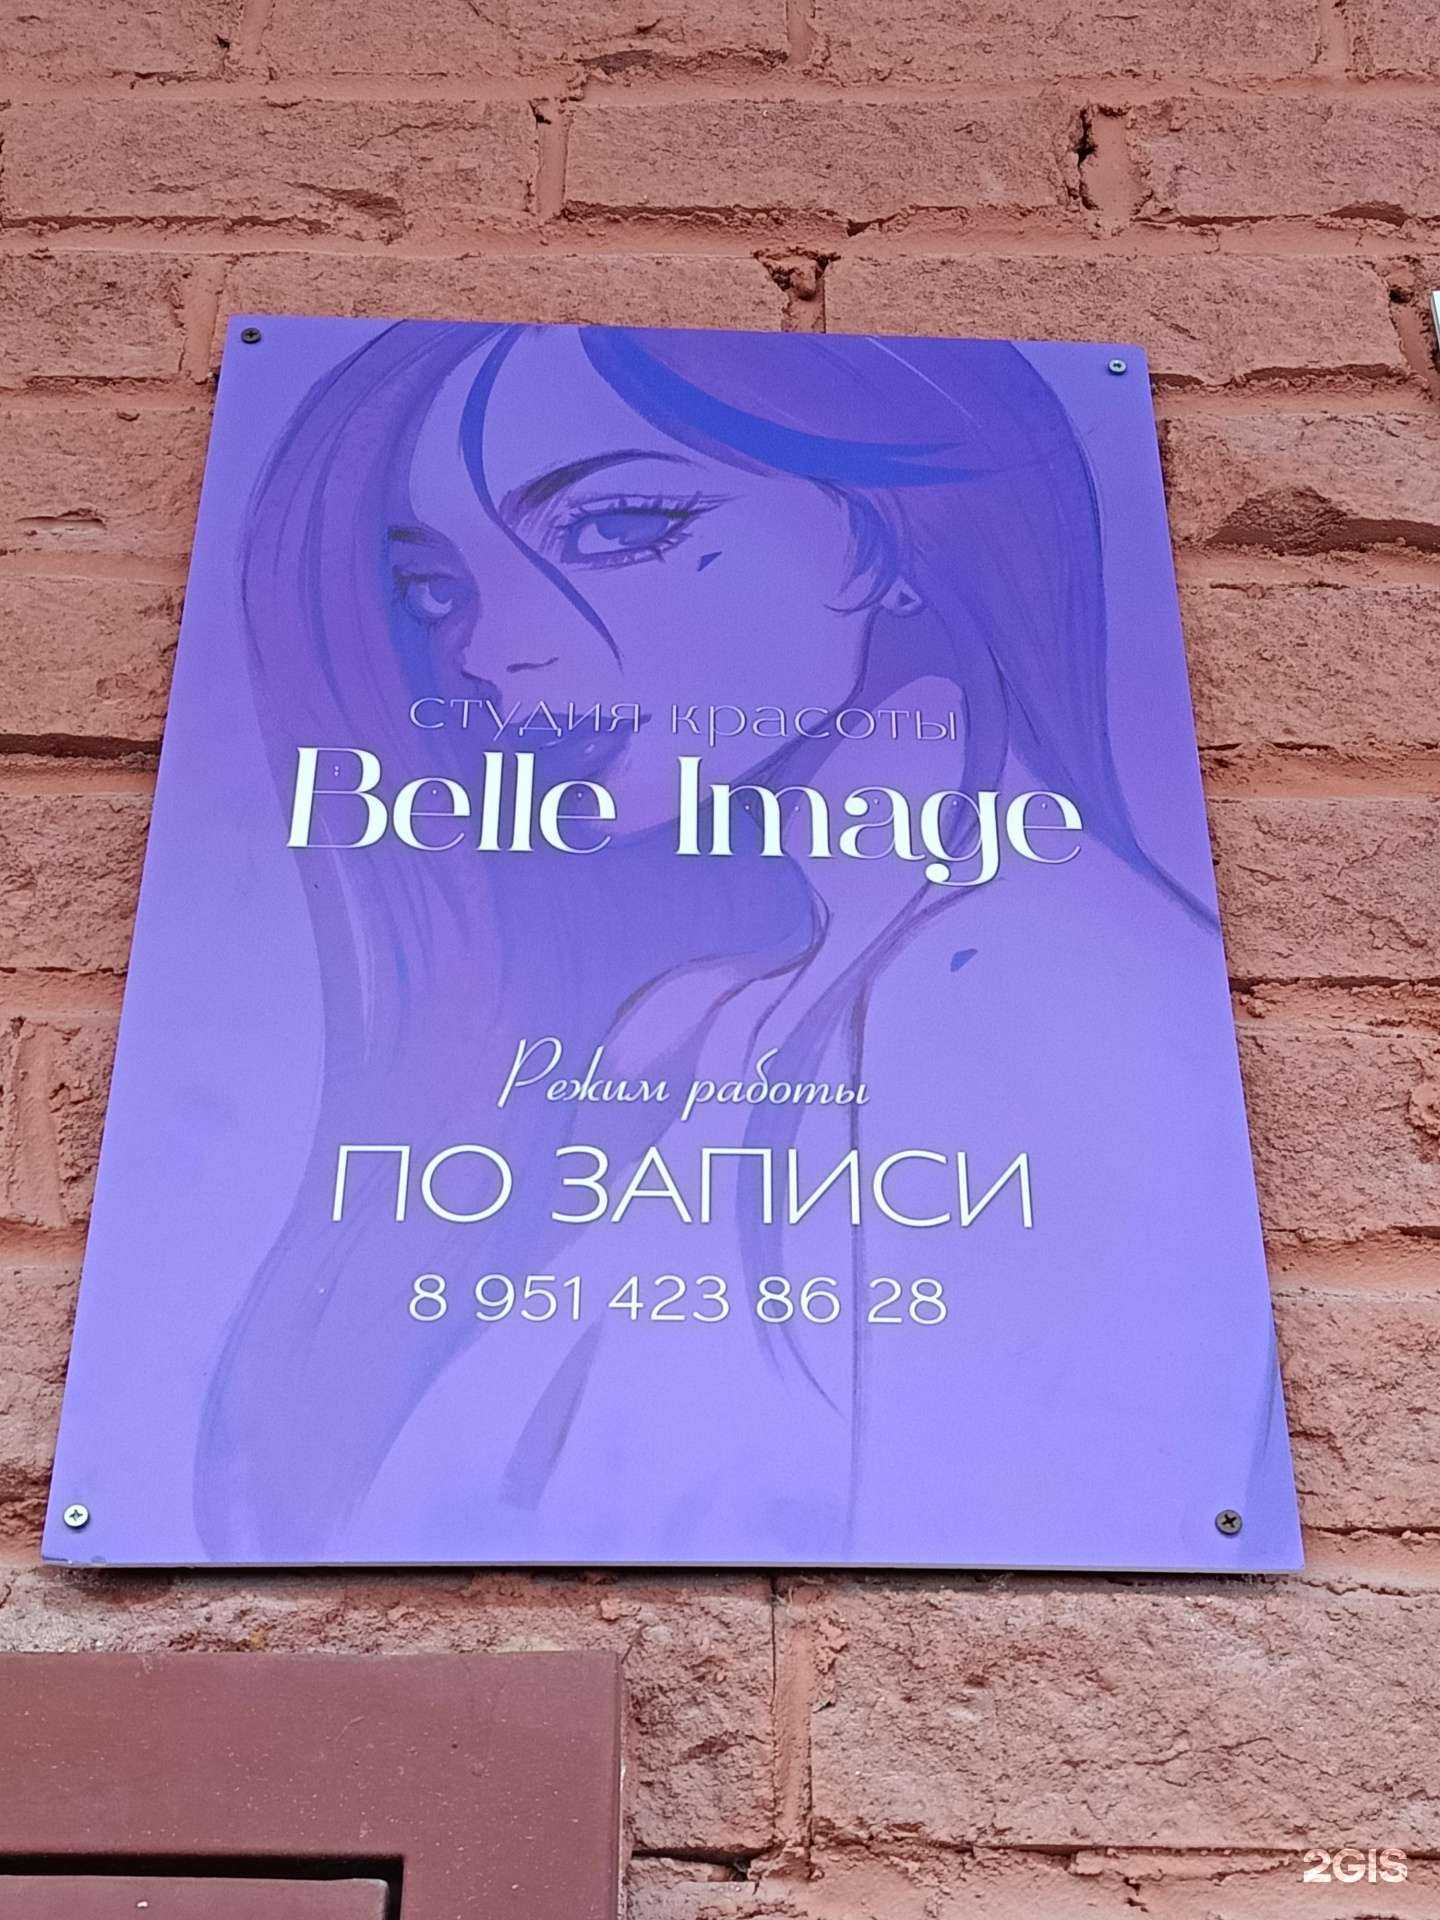 студия красоты
Belle Image
Режим работы
ПО ЗАПИСИ
8 951 423 86 28
2GIS